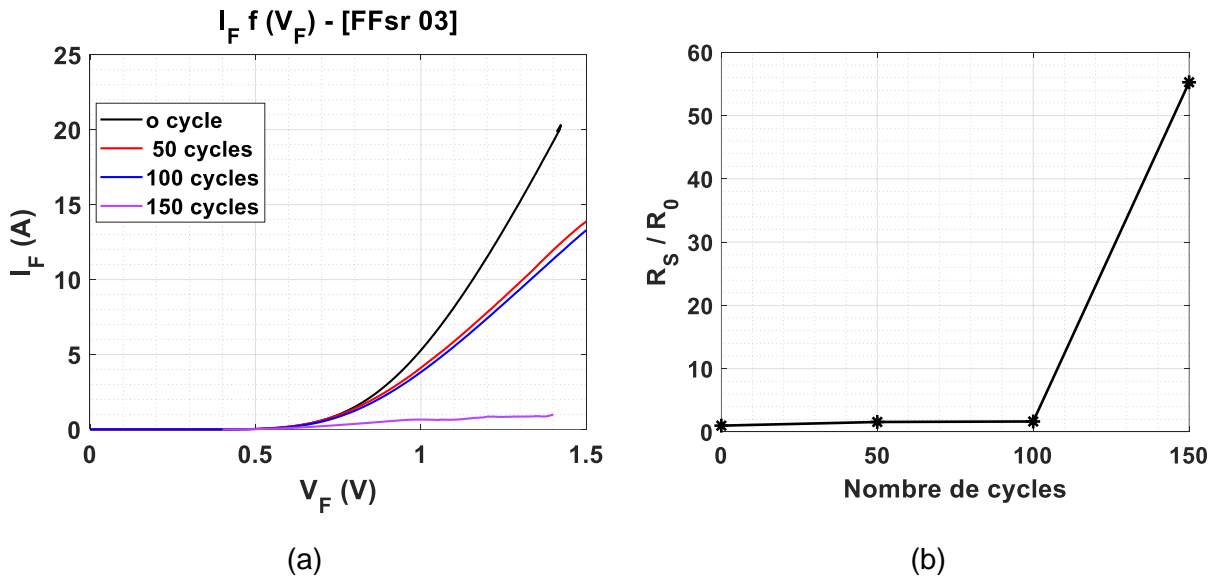 I_F f (V_F) - [FFsr 03]
25
20
15
10
5
0
I_F (A)
o cycle
50 cycles
100 cycles
150 cycles
0
0.5
1
1.5
V_F (V)
(a)
60
50
40
30
20
10
0
R_S / R_0
0
50
100
150
Nombre de cycles
(b)